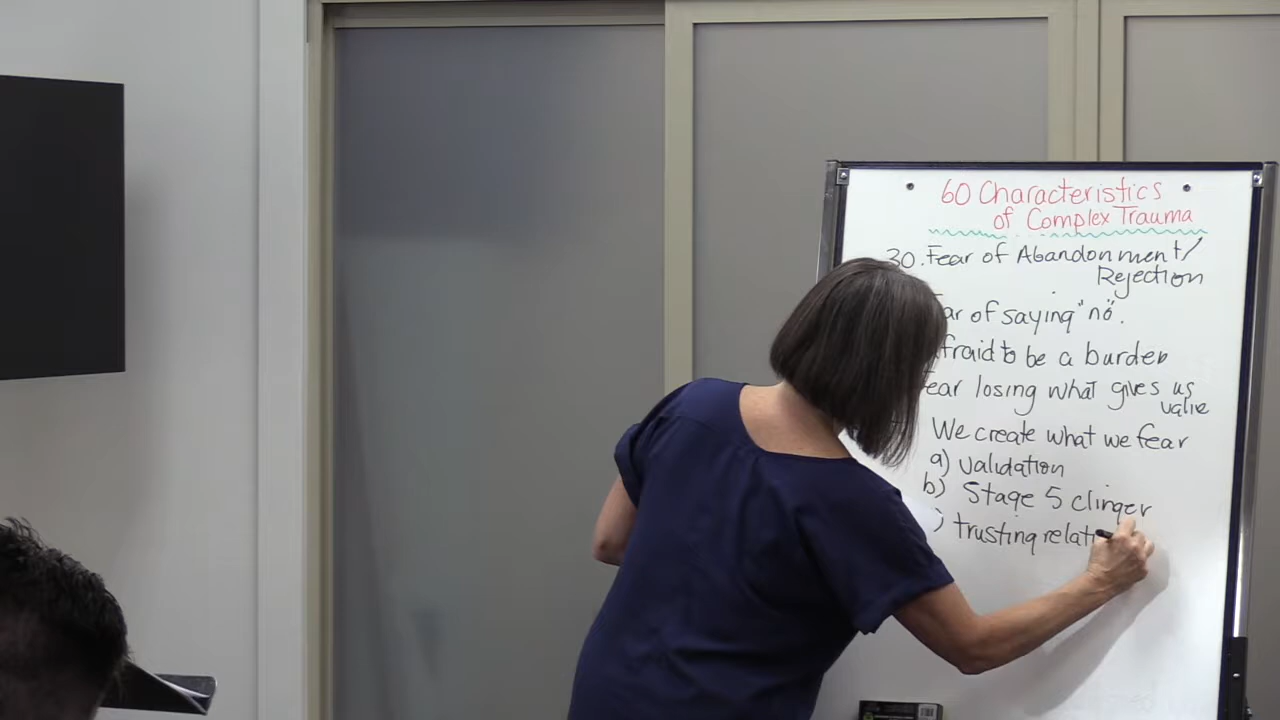 60 Characteristics
of Complex Trauma
30. Fear of Abandonment/
Rejection
ar of saying "no".
fraid to be a burden
ear losing what gives us
value
We create what we fear
a) validation
b) Stage 5 clinger
) trusting relati